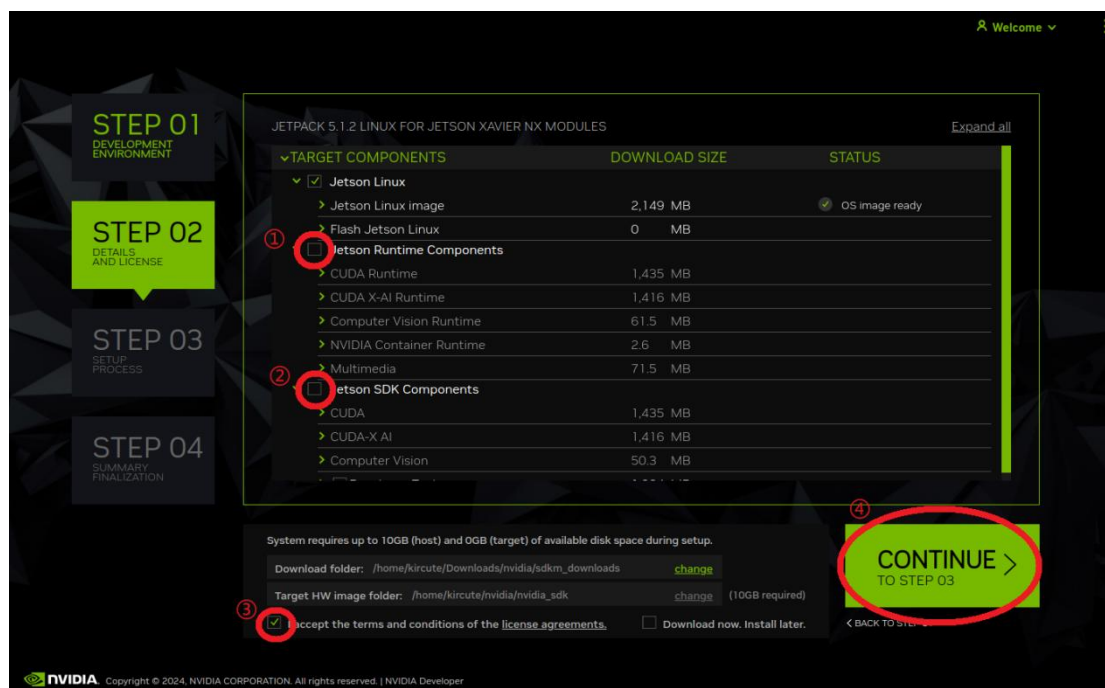 Welcome
STEP 01
DEVELOPMENT
ENVIRONMENT
STEP 02
DETAILS
AND LICENSE
STEP 03
SETUP
PROCESS
STEP 04
SUMMARY
FINALIZATION
JETPACK 5.1.2 LINUX FOR JETSON XAVIER NX MODULES Expand all
TARGET COMPONENTS DOWNLOAD SIZE STATUS
Jetson Linux
Jetson Linux image 2,149 MB OS image ready
Flash Jetson Linux 0 MB
① Jetson Runtime Components
CUDA Runtime 1,435 MB
CUDA X-AI Runtime 1,416 MB
Computer Vision Runtime 61.5 MB
NVIDIA Container Runtime 2.6 MB
Multimedia 71.5 MB
② Jetson SDK Components
CUDA 1,435 MB
CUDA-X AI 1,416 MB
Computer Vision 50.3 MB
System requires up to 10GB (host) and 0GB (target) of available disk space during setup.
Download folder: /home/kircute/Downloads/nvidia/sdkm_downloads change
Target HW image folder: /home/kircute/nvidia/nvidia_sdk change (10GB required)
③ I accept the terms and conditions of the license agreements. Download now. Install later.
④
CONTINUE >
TO STEP 03
< BACK TO
NVIDIA. Copyright © 2024, NVIDIA CORPORATION. All rights reserved. | NVIDIA Developer